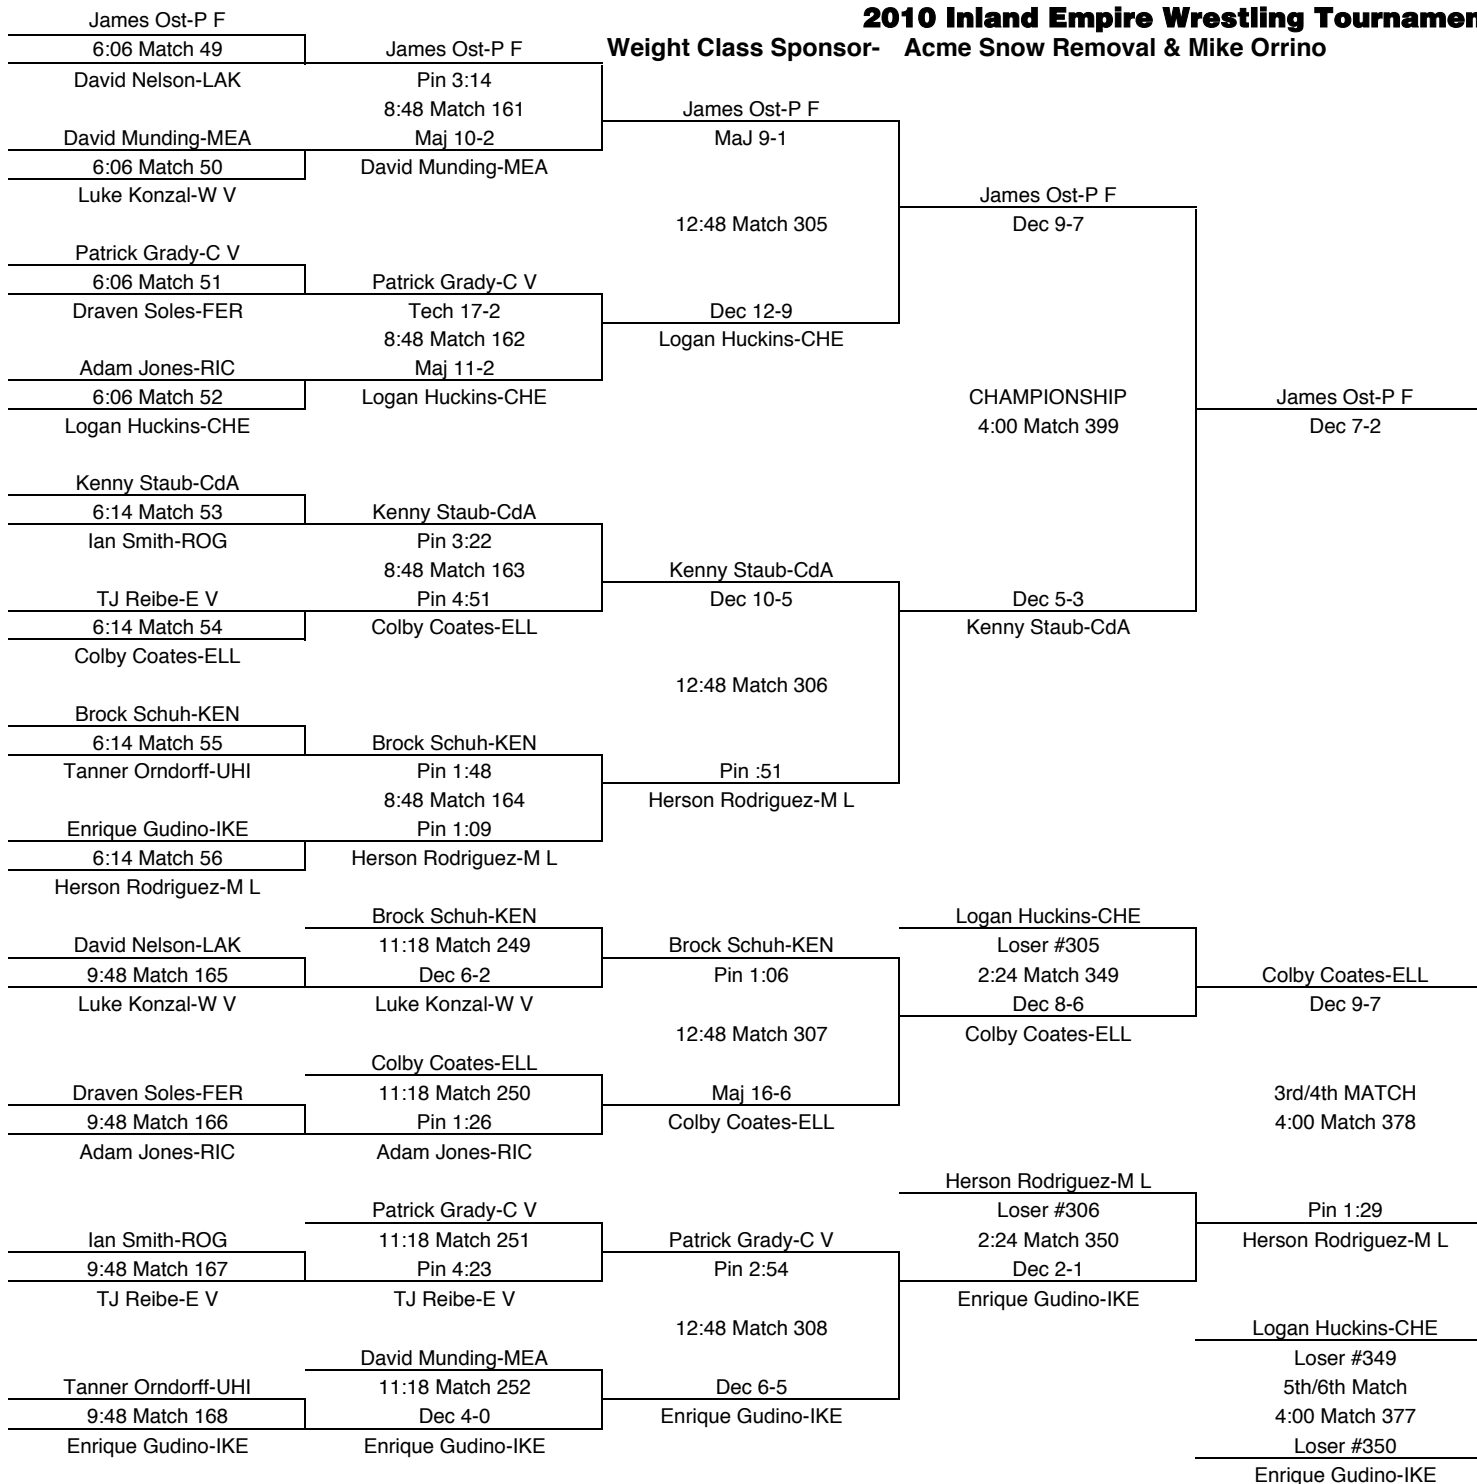 2010 Inland Empire Wrestling Tournamen
Weight Class Sponsor- Acme Snow Removal & Mike Orrino
James Ost-P F
6:06 Match 49
David Nelson-LAK
David Munding-MEA
6:06 Match 50
Luke Konzal-W V
Patrick Grady-C V
6:06 Match 51
Draven Soles-FER
Adam Jones-RIC
6:06 Match 52
Logan Huckins-CHE
Kenny Staub-CdA
6:14 Match 53
Ian Smith-ROG
TJ Reibe-E V
6:14 Match 54
Colby Coates-ELL
Brock Schuh-KEN
6:14 Match 55
Tanner Orndorff-UHI
Enrique Gudino-IKE
6:14 Match 56
Herson Rodriguez-M L
James Ost-P F
Pin 3:14
8:48 Match 161
Maj 10-2
David Munding-MEA
Patrick Grady-C V
Tech 17-2
8:48 Match 162
Maj 11-2
Logan Huckins-CHE
Kenny Staub-CdA
Pin 3:22
8:48 Match 163
Pin 4:51
Colby Coates-ELL
Brock Schuh-KEN
Pin 1:48
8:48 Match 164
Pin 1:09
Herson Rodriguez-M L
James Ost-P F
MaJ 9-1
12:48 Match 305
Dec 12-9
Logan Huckins-CHE
Kenny Staub-CdA
Dec 10-5
12:48 Match 306
Pin :51
Herson Rodriguez-M L
James Ost-P F
Dec 9-7
CHAMPIONSHIP
4:00 Match 399
Dec 5-3
Kenny Staub-CdA
James Ost-P F
Dec 7-2
David Nelson-LAK
9:48 Match 165
Luke Konzal-W V
Draven Soles-FER
9:48 Match 166
Adam Jones-RIC
Ian Smith-ROG
9:48 Match 167
TJ Reibe-E V
Tanner Orndorff-UHI
9:48 Match 168
Enrique Gudino-IKE
Brock Schuh-KEN
11:18 Match 249
Dec 6-2
Luke Konzal-W V
Colby Coates-ELL
11:18 Match 250
Pin 1:26
Adam Jones-RIC
Patrick Grady-C V
11:18 Match 251
Pin 4:23
TJ Reibe-E V
David Munding-MEA
11:18 Match 252
Dec 4-0
Enrique Gudino-IKE
Brock Schuh-KEN
Pin 1:06
12:48 Match 307
Maj 16-6
Colby Coates-ELL
Patrick Grady-C V
Pin 2:54
12:48 Match 308
Dec 6-5
Enrique Gudino-IKE
Logan Huckins-CHE
Loser #305
2:24 Match 349
Dec 8-6
Colby Coates-ELL
Herson Rodriguez-M L
Loser #306
2:24 Match 350
Dec 2-1
Enrique Gudino-IKE
Colby Coates-ELL
Dec 9-7
3rd/4th MATCH
4:00 Match 378
Pin 1:29
Herson Rodriguez-M L
Logan Huckins-CHE
Loser #349
5th/6th Match
4:00 Match 377
Loser #350
Enrique Gudino-IKE